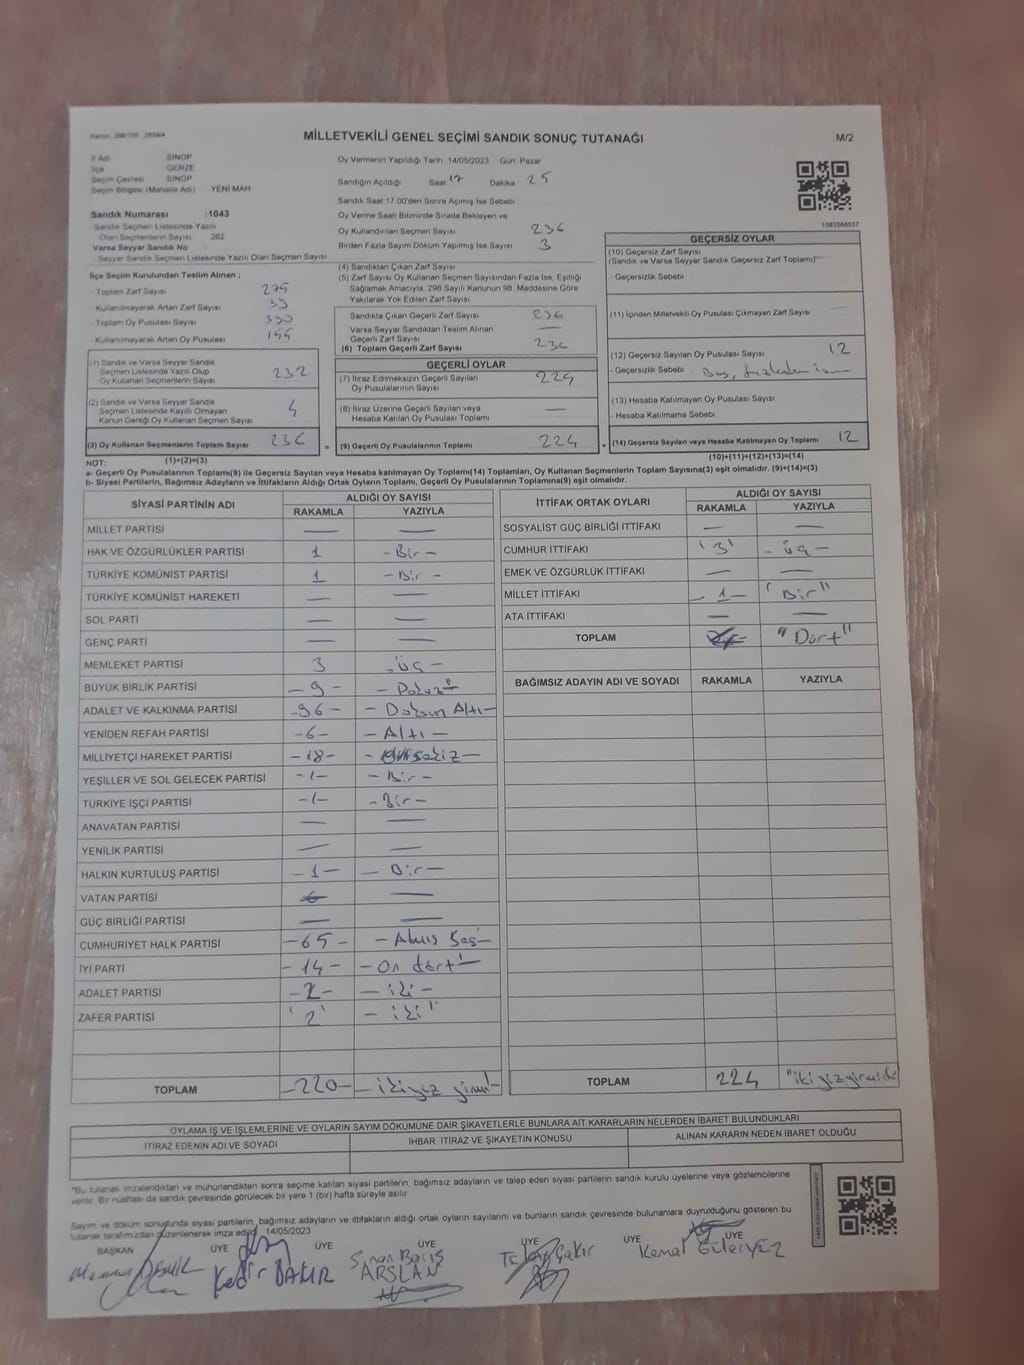 MİLLETVEKİLİ GENEL SEÇİMİ SANDIK SONUÇ TUTANAĞI
M/2
İl Adı SİNOP
İlçe GERZE
Seçim Çevresi SİNOP
Seçim Bölgesi (Mahalle Adı) YENİ MAH.
Sandık Numarası :1043
Sandık Seçmen Listesinde Yazılı
Olan Seçmenlerin Sayısı 262
Varsa Seyyar Sandık No :
Seyyar Sandık Seçmen Listesinde Yazılı Olan Seçmen Sayısı
İlçe Seçim Kurulundan Teslim Alınan ;
- Toplam Zarf Sayısı 275
- Kullanılmayarak Artan Zarf Sayısı 39
- Toplam Oy Pusulası Sayısı
- Kullanılmayarak Artan Oy Pusulası
(1) Sandık ve Varsa Seyyar Sandık
Seçmen Listesinde Yazılı Olup
Oy Kullanan Seçmenlerin Sayısı 232
(2) Sandık ve Varsa Seyyar Sandık
Seçmen Listesinde Kayıtlı Olmayan
Kanun Gereği Oy Kullanan Seçmen Sayısı 4
(3) Oy Kullanan Seçmenlerin Toplam Sayısı 236
(1)+(2)=(3)
Oy Vermenin Yapıldığı Tarih 14/05/2023 Gün Pazar
Sandığın Açıldığı Saat 17 Dakika 25
Sandık Saat 17.00'den Sonra Açılmış İse Sebebi
Oy Verme Saati Bitiminde Sırada Bekleyen ve
Oy Kullandırılan Seçmen Sayısı 236
Birden Fazla Sayım Döküm Yapılmış İse Sayısı 3
(4) Sandıktan Çıkan Zarf Sayısı
(5) Zarf Sayısı Oy Kullanan Seçmen Sayısından Fazla İse, Eşitliği
Sağlamak Amacıyla, 298 Sayılı Kanunun 98. Maddesine Göre
Yakılarak Yok Edilen Zarf Sayısı
Sandıkta Çıkan Geçerli Zarf Sayısı 236
Varsa Seyyar Sandıktan Teslim Alınan
Geçerli Zarf Sayısı —
(6) Toplam Geçerli Zarf Sayısı 236
GEÇERLİ OYLAR
(7) İtiraz Edilmeksizin Geçerli Sayılan
Oy Pusulalarının Sayısı 224
(8) İtiraz Üzerine Geçerli Sayılan veya
Hesaba Katılan Oy Pusulası Toplamı —
= (9) Geçerli Oy Pusulalarının Toplamı 224
1083568537
GEÇERSİZ OYLAR
(10) Geçersiz Zarf Sayısı
(Sandık ve Varsa Seyyar Sandık Geçersiz Zarf Toplamı)
- Geçersizlik Sebebi
(11) İçinden Milletvekili Oy Pusulası Çıkmayan Zarf Sayısı
(12) Geçersiz Sayılan Oy Pusulası Sayısı 12
- Geçersizlik Sebebi Boş,
(13) Hesaba Katılmayan Oy Pusulası Sayısı
- Hesaba Katılmama Sebebi
+ (14) Geçersiz Sayılan veya Hesaba Katılmayan Oy Toplamı 12
(10)+(11)+(12)+(13)=(14)
NOT:
a- Geçerli Oy Pusulalarının Toplamı(9) ile Geçersiz Sayılan veya Hesaba katılmayan Oy Toplamı(14) Toplamları, Oy Kullanan Seçmenlerin Toplam Sayısına(3) eşit olmalıdır. (9)+(14)=(3)
b- Siyasi Partilerin, Bağımsız Adayların ve İttifakların Aldığı Oyların Toplamı, Geçerli Oy Pusulalarının Toplamına(9) eşit olmalıdır.
SİYASİ PARTİNİN ADI ALDIĞI OY SAYISI
RAKAMLA YAZIYLA
MİLLET PARTİSİ — —
HAK VE ÖZGÜRLÜKLER PARTİSİ 1 -Bir-
TÜRKİYE KOMÜNİST PARTİSİ 1 -Bir-
TÜRKİYE KOMÜNİST HAREKETİ — —
SOL PARTİ — —
GENÇ PARTİ — —
MEMLEKET PARTİSİ 3 -üç-
BÜYÜK BİRLİK PARTİSİ -9- -Dokuz-
ADALET VE KALKINMA PARTİSİ -96- -Doksan Altı-
YENİDEN REFAH PARTİSİ -6- -Altı-
MİLLİYETÇİ HAREKET PARTİSİ -18- -Onsekiz-
YEŞİLLER VE SOL GELECEK PARTİSİ -1- -Bir-
TÜRKİYE İŞÇİ PARTİSİ -1- -Bir-
ANAVATAN PARTİSİ — —
YENİLİK PARTİSİ — —
HALKIN KURTULUŞ PARTİSİ -1- -Bir-
VATAN PARTİSİ — —
GÜÇ BİRLİĞİ PARTİSİ — —
CUMHURİYET HALK PARTİSİ -65- -Atmış Beş-
İYİ PARTİ -14- -On dört-
ADALET PARTİSİ -2- -iki-
ZAFER PARTİSİ '2' -iki"
TOPLAM -220- -ikiyüz yirmi-
İTTİFAK ORTAK OYLARI ALDIĞI OY SAYISI
RAKAMLA YAZIYLA
SOSYALİST GÜÇ BİRLİĞİ İTTİFAKI — —
CUMHUR İTTİFAKI '3' -üç-
EMEK VE ÖZGÜRLÜK İTTİFAKI — —
MİLLET İTTİFAKI -1- "Bir"
ATA İTTİFAKI — —
TOPLAM "Dört"
BAĞIMSIZ ADAYIN ADI VE SOYADI RAKAMLA YAZIYLA
TOPLAM 224
OYLAMA İŞ VE İŞLEMLERİNE VE OYLARIN SAYIM DÖKÜMÜNE DAİR ŞİKAYETLERLE BUNLARA AİT KARARLARIN NELERDEN İBARET BULUNDUKLARI
İTİRAZ EDENİN ADI VE SOYADI İHBAR, İTİRAZ VE ŞİKAYETİN KONUSU ALINAN KARARIN NEDEN İBARET OLDUĞU
*Bu tutanak imzalandıktan ve mühürlendikten sonra seçime katılan siyasi partilerin, bağımsız adayların ve talep eden siyasi partilerin sandık kurulu üyelerine veya gözlemcilerine
verilir. Bir nüshası da sandık çevresinde görülecek bir yere 1 (bir) hafta süreyle asılır
Sayım ve döküm sonucunda siyasi partilerin, bağımsız adayların ve ittifakların aldığı ortak oyların sayılarını ve bunların sandık çevresinde bulunanlara duyrulduğunu gösteren bu
tutanak tarafımızdan düzenlenerek imza edildi. 14/05/2023
BAŞKAN ÜYE ÜYE ÜYE ÜYE ÜYE
Kadir BAKIR Sinan Barış ARSLAN Çakır Kemal
ÜYE ÜYE